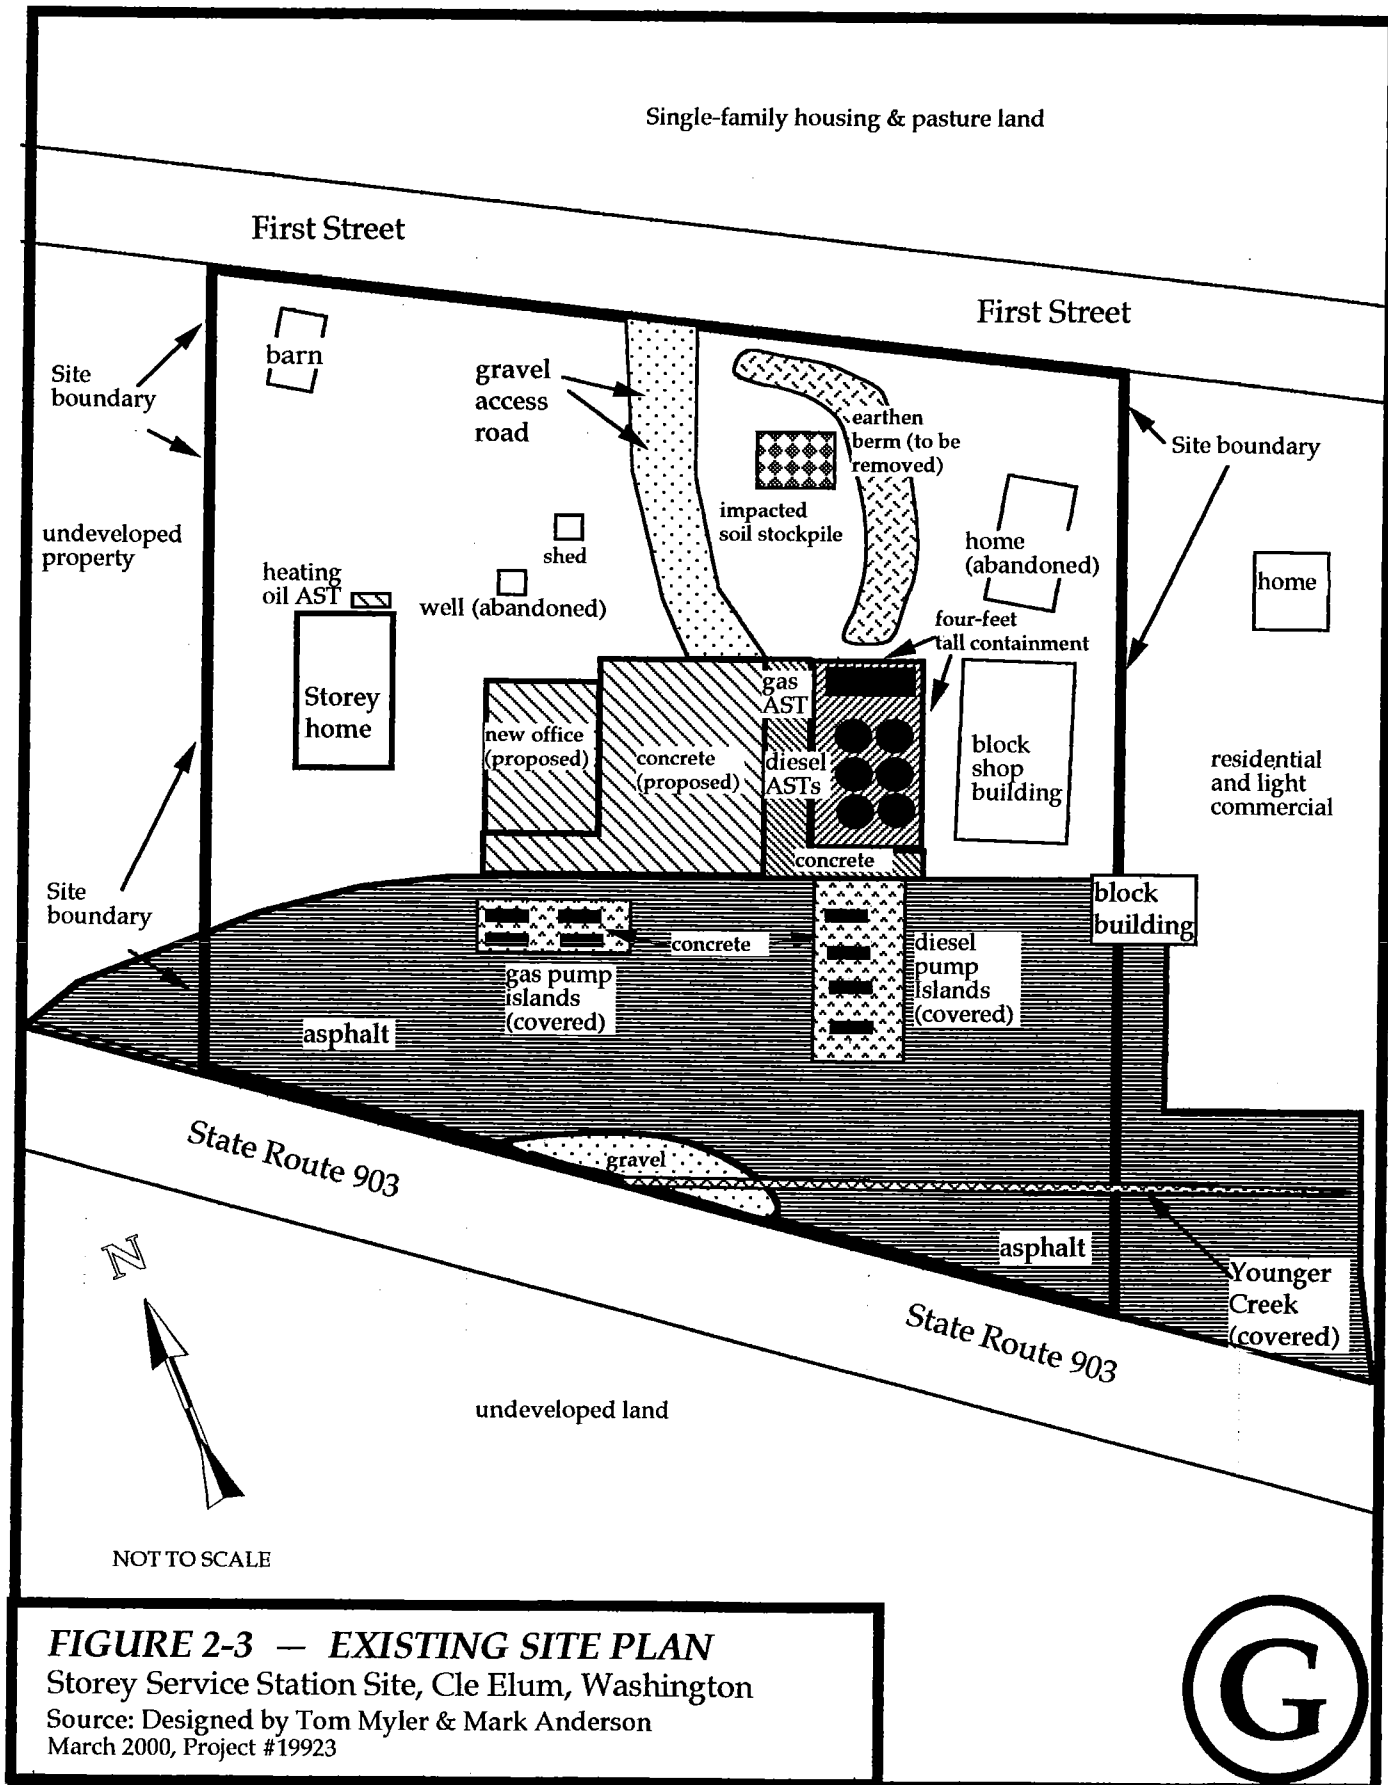 Single-family housing & pasture land
First Street
First Street
barn
Site
boundary
gravel
access
road
earthen
berm (to be
removed)
Site boundary
impacted
soil stockpile
undeveloped
property
shed
home
(abandoned)
home
heating
oil AST
well (abandoned)
four-feet
tall containment
gas
AST
Storey
home
new office
(proposed)
concrete
(proposed)
diesel
ASTs
block
shop
building
residential
and light
commercial
concrete
Site
boundary
block
building
concrete
diesel
pump
Islands
(covered)
gas pump
islands
(covered)
asphalt
State Route 903
gravel
N
asphalt
Younger
Creek
(covered)
State Route 903
undeveloped land
NOT TO SCALE
FIGURE 2-3 — EXISTING SITE PLAN
Storey Service Station Site, Cle Elum, Washington
Source: Designed by Tom Myler & Mark Anderson
March 2000, Project #19923
G